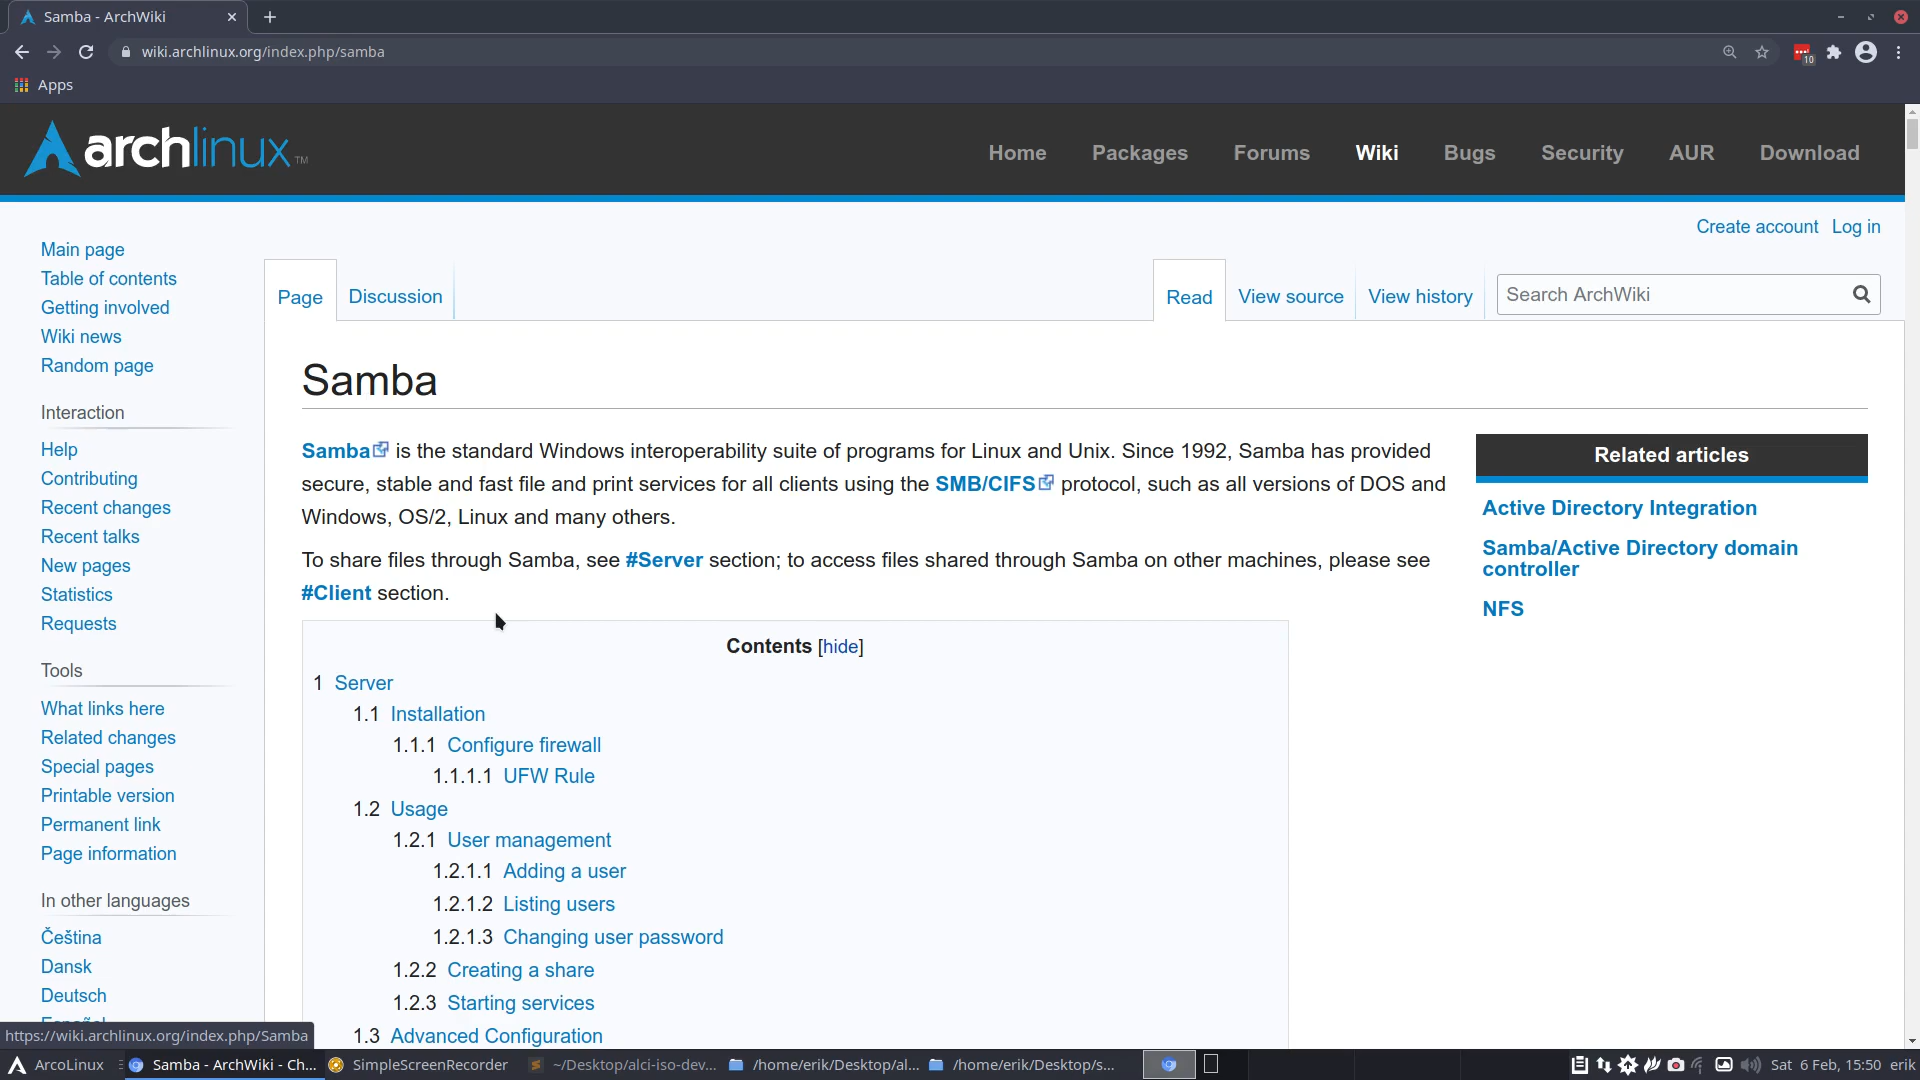 Samba - ArchWiki
wiki.archlinux.org/index.php/samba
10
Apps
archlinux TM
Home Packages Forums Wiki Bugs Security AUR Download
Create account Log in
Main page
Table of contents
Getting involved
Wiki news
Random page
Interaction
Help
Contributing
Recent changes
Recent talks
New pages
Statistics
Requests
Tools
What links here
Related changes
Special pages
Printable version
Permanent link
Page information
In other languages
Čeština
Dansk
Deutsch
Español
Page Discussion Read View source View history Search ArchWiki
Samba
Samba is the standard Windows interoperability suite of programs for Linux and Unix. Since 1992, Samba has provided
secure, stable and fast file and print services for all clients using the SMB/CIFS protocol, such as all versions of DOS and
Windows, OS/2, Linux and many others.
To share files through Samba, see #Server section; to access files shared through Samba on other machines, please see
#Client section.
Related articles
Active Directory Integration
Samba/Active Directory domain
controller
NFS
Contents [hide]
1 Server
1.1 Installation
1.1.1 Configure firewall
1.1.1.1 UFW Rule
1.2 Usage
1.2.1 User management
1.2.1.1 Adding a user
1.2.1.2 Listing users
1.2.1.3 Changing user password
1.2.2 Creating a share
1.2.3 Starting services
1.3 Advanced Configuration
https://wiki.archlinux.org/index.php/Samba
ArcoLinux Samba - ArchWiki - Ch... SimpleScreenRecorder ~/Desktop/alci-iso-dev... /home/erik/Desktop/al... /home/erik/Desktop/s... Sat 6 Feb, 15:50 erik